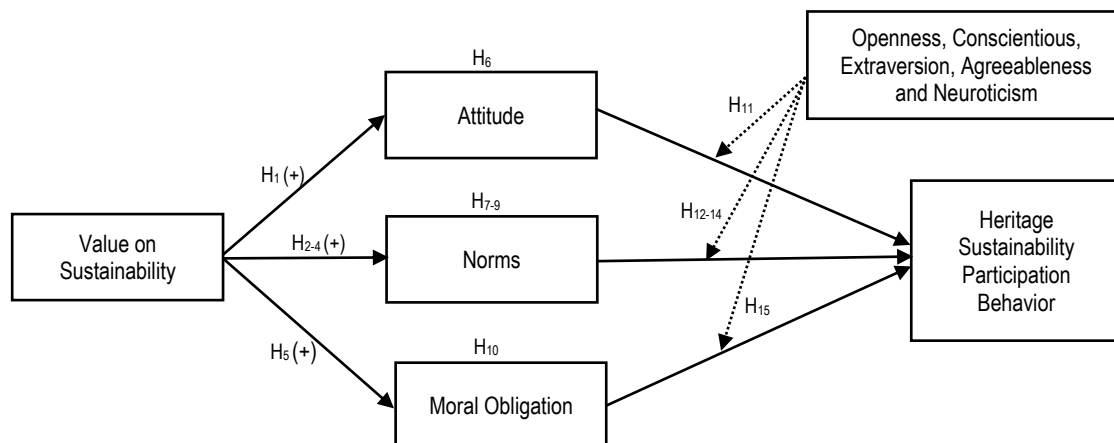 H6
Attitude
Openness, Conscientious,
Extraversion, Agreeableness
and Neuroticism
H11
H1 (+)
H7-9
H12-14
Value on
Sustainability
H2-4 (+)
Norms
Heritage
Sustainability
Participation
Behavior
H5 (+)
H10
H15
Moral Obligation